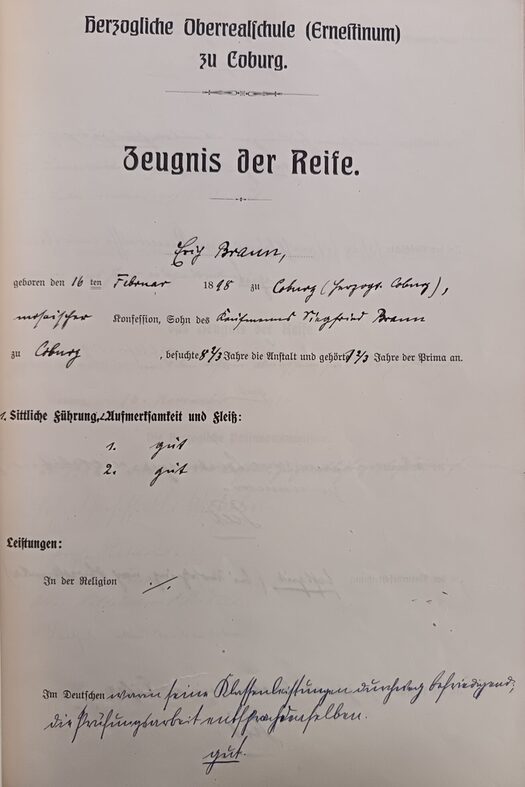 Herzogliche Oberrealschule (Ernestinum)
zu Coburg.
Zeugnis der Reife.
Erich Braun,
geboren den 16 ten Februar 1898 zu Coburg (Herzogt. Coburg),
mosaischer Konfession, Sohn des Kaufmanns Siegfried Braun
zu Coburg, besuchte 8 2/3 Jahre die Anstalt und gehört 1 2/3 Jahre der Prima an.
1. Sittliche Führung, 2. Aufmerksamkeit und Fleiß:
1. gut
2. gut
Leistungen:
In der Religion ./.
Im Deutschen waren seine Klassenleistungen durchweg befriedigend;
die Prüfungsarbeit entsprach denselben.
gut.